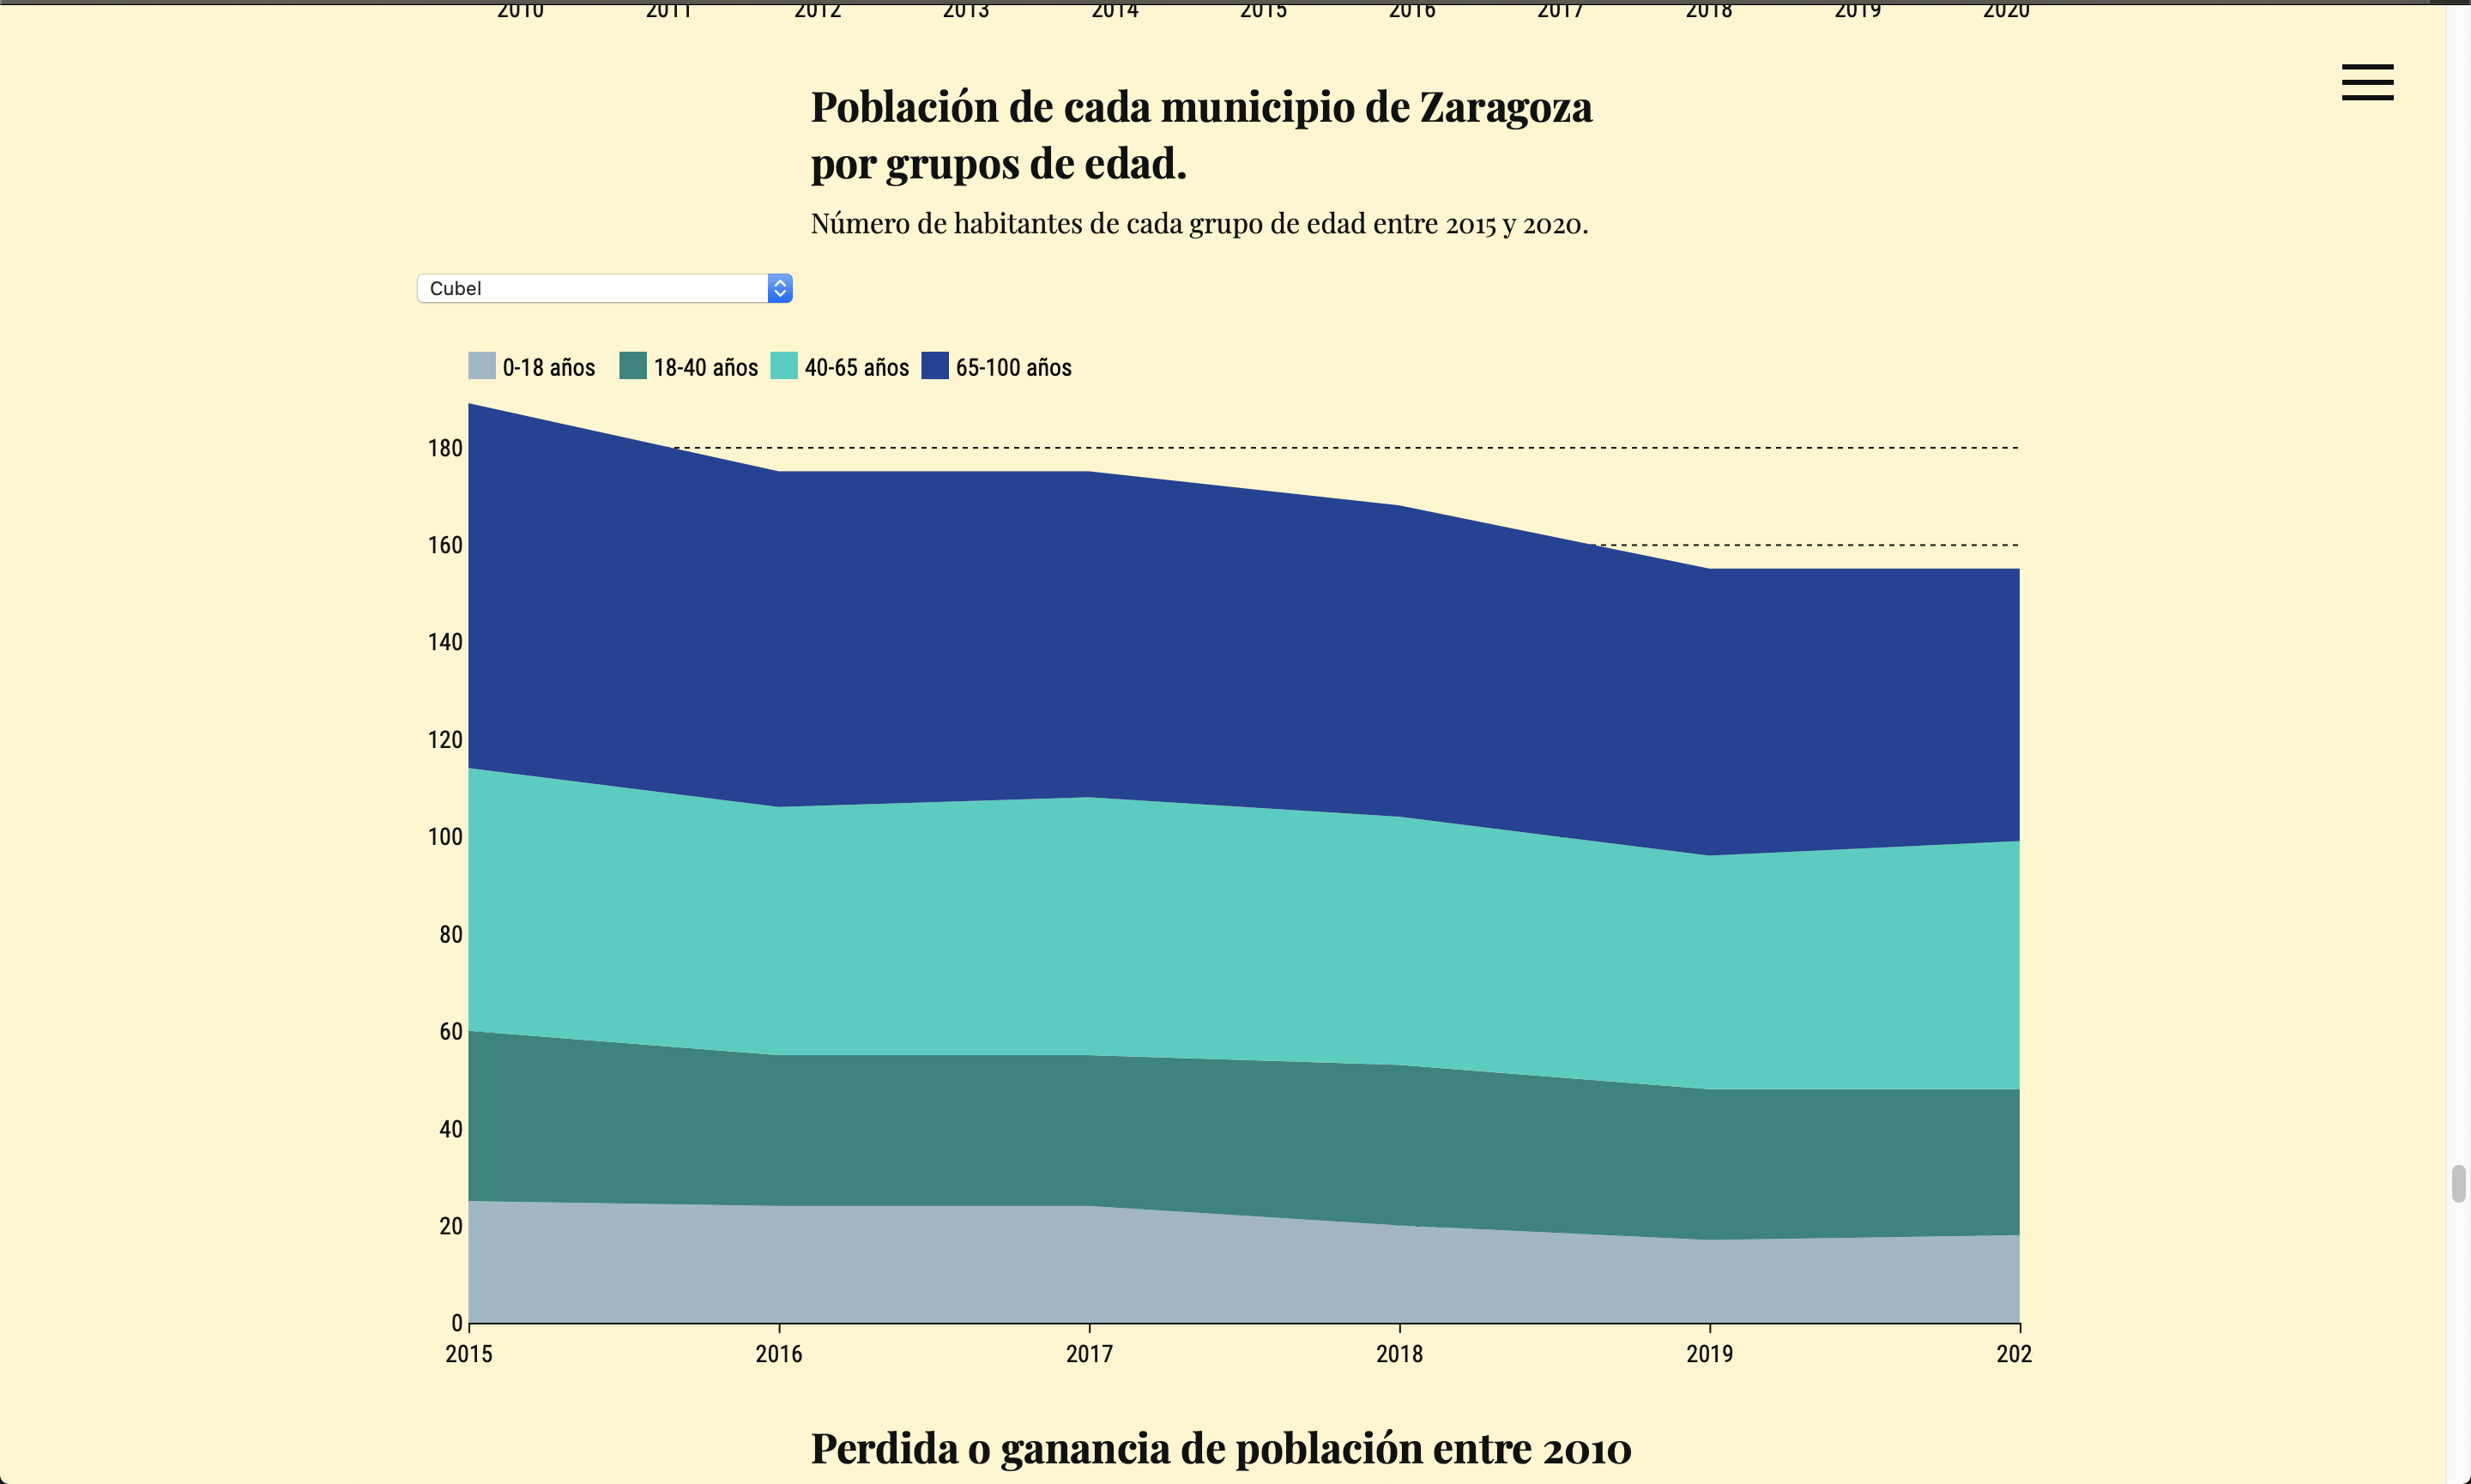 2010 2011 2012 2013 2014 2015 2016 2017 2018 2019 2020
Población de cada municipio de Zaragoza
por grupos de edad.
Número de habitantes de cada grupo de edad entre 2015 y 2020.
Cubel
0-18 años 18-40 años 40-65 años 65-100 años
180
160
140
120
100
80
60
40
20
0
2015 2016 2017 2018 2019 202
Perdida o ganancia de población entre 2010